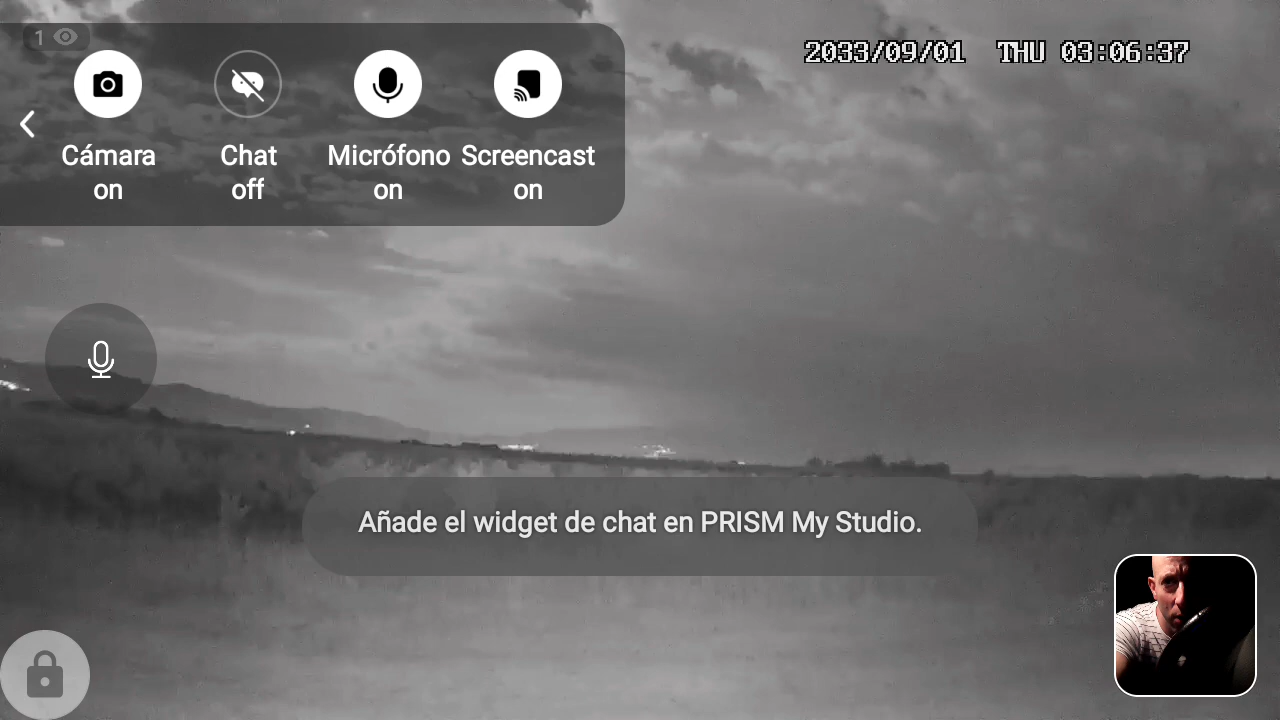 1
2033/09/01 THU 03:06:37
Cámara on
Chat off
Micrófono on
Screencast on
Añade el widget de chat en PRISM My Studio.